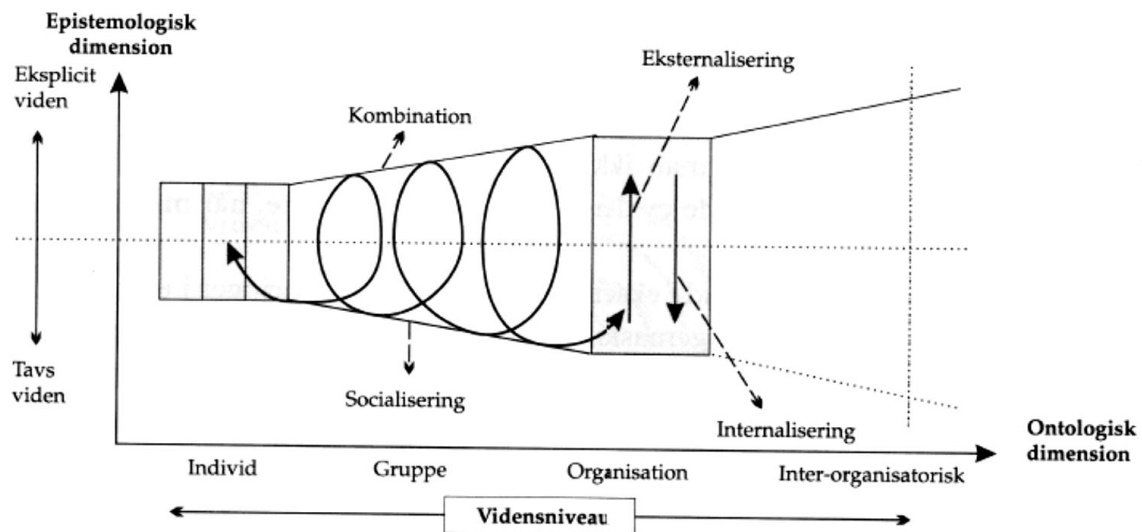 Epistemologisk
dimension
Eksplicit
viden
Eksternalisering
Kombination
Tavs
viden
Socialisering
Internalisering
Ontologisk
dimension
Individ
Gruppe
Organisation
Inter-organisatorisk
Vidensniveau